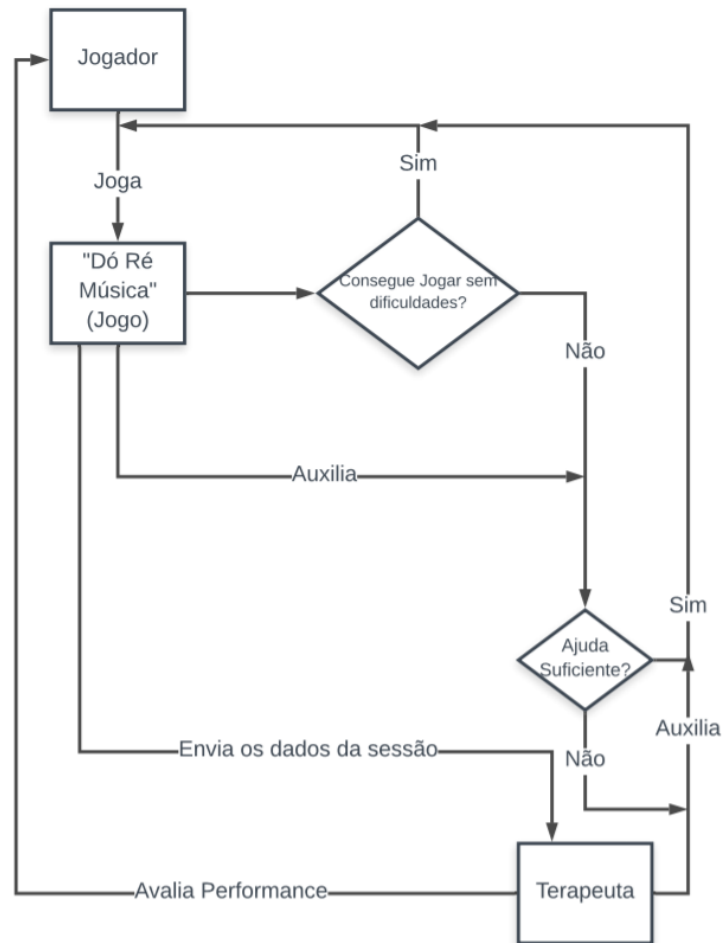 Jogador
Sim
Joga
"Dó Ré
Música"
(Jogo)
Consegue Jogar sem
dificuldades?
Não
Auxilia
Sim
Ajuda
Suficiente?
Auxilia
Envia os dados da sessão
Não
Avalia Performance
Terapeuta